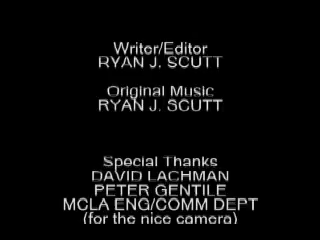 Writer/Editor
RYAN J. SCUTT
Original Music
RYAN J. SCUTT
Special Thanks
DAVID LACHMAN
PETER GENTILE
MCLA ENG/COMM DEPT
(for the nice camera)